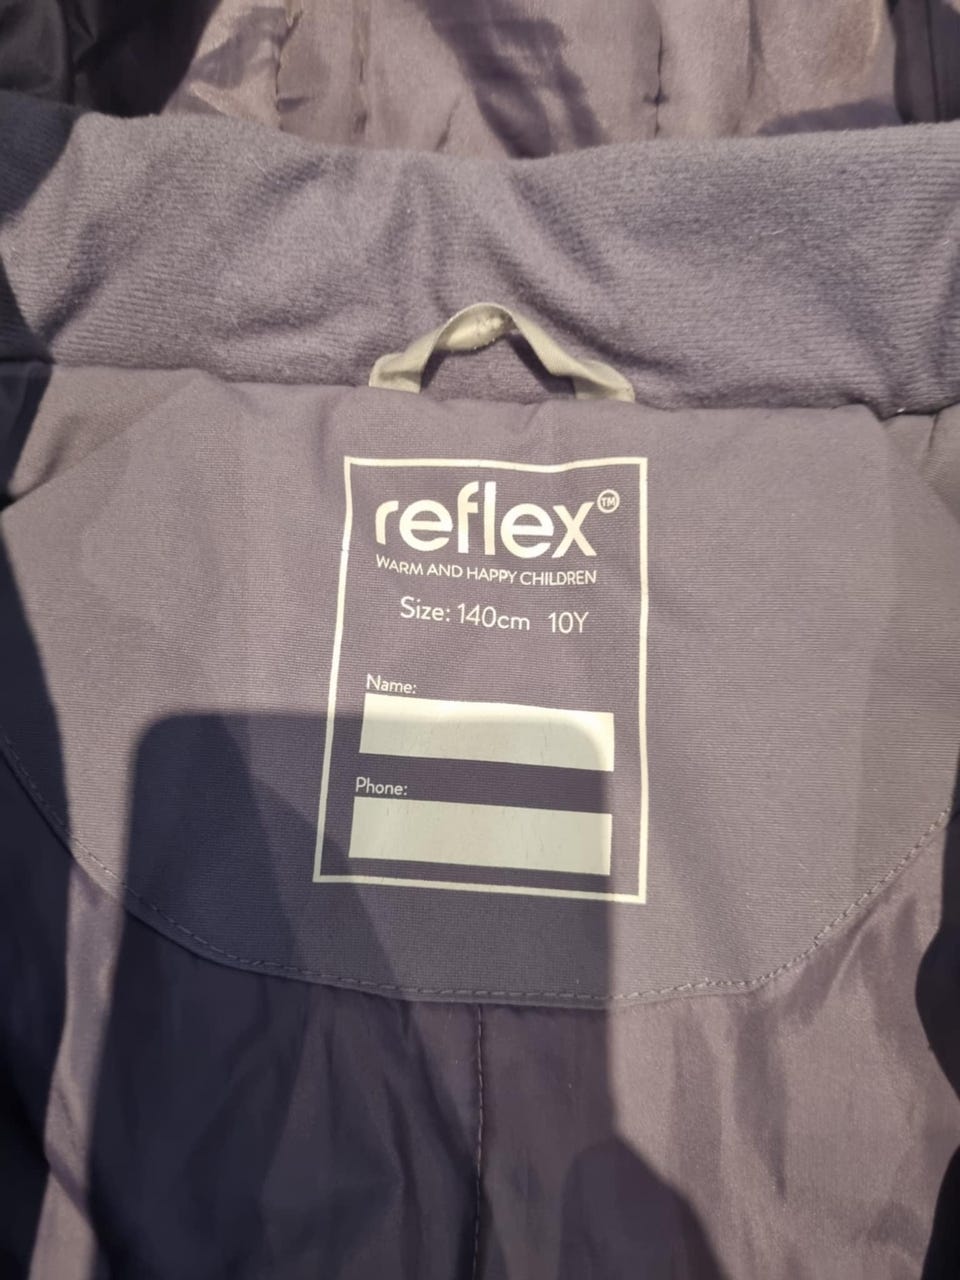 reflex™
WARM AND HAPPY CHILDREN
Size: 140cm 10Y
Name:
Phone: